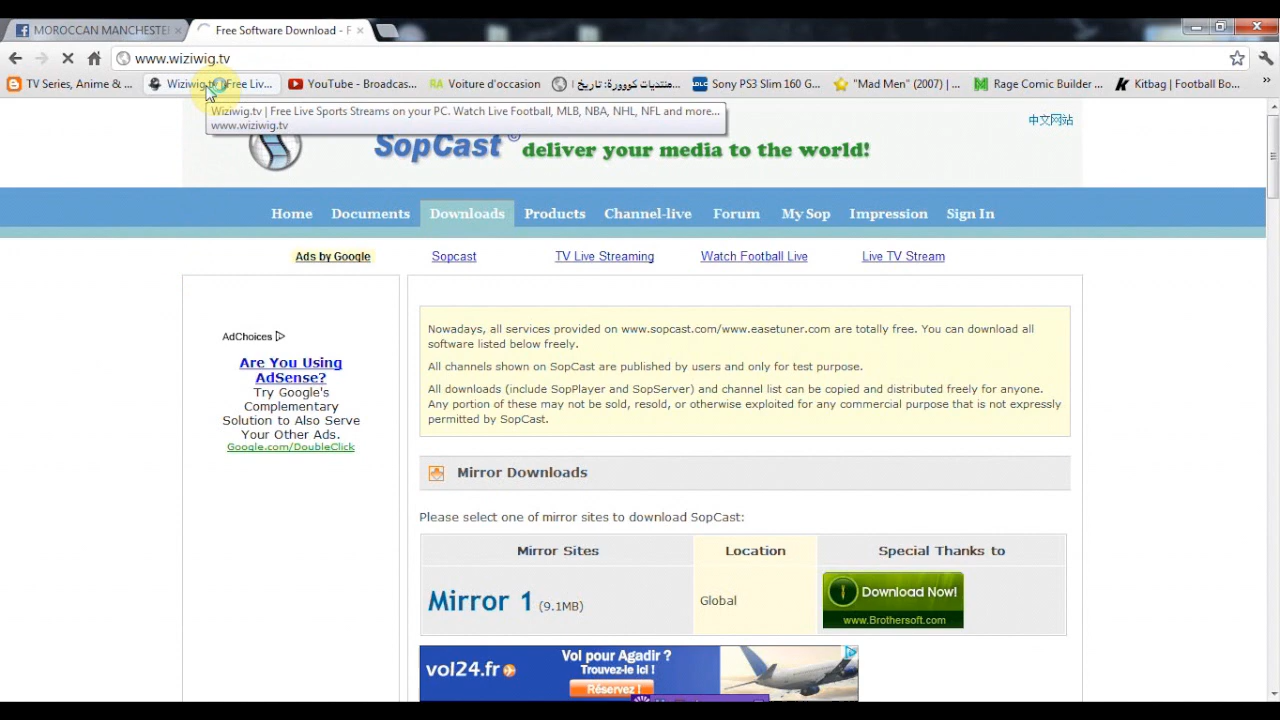 MOROCCAN MANCHESTE
Free Software Download - F
www.wiziwig.tv
TV Series, Anime & ...
Wiziwig.tv | Free Liv...
YouTube - Broadcas...
Voiture d'occasion
منتديات كووورة: تاريخ | ...
Sony PS3 Slim 160 G...
"Mad Men" (2007) | ...
Rage Comic Builder ...
Kitbag | Football Bo...
Wiziwig.tv | Free Live Sports Streams on your PC. Watch Live Football, MLB, NBA, NHL, NFL and more...
www.wiziwig.tv
中文网站
SopCast deliver your media to the world!
Home Documents Downloads Products Channel-live Forum My Sop Impression Sign In
Ads by Google Sopcast TV Live Streaming Watch Football Live Live TV Stream
AdChoices
Are You Using
AdSense?
Try Google's
Complementary
Solution to Also Serve
Your Other Ads.
Google.com/DoubleClick
Nowadays, all services provided on www.sopcast.com/www.easetuner.com are totally free. You can download all
software listed below freely.
All channels shown on SopCast are published by users and only for test purpose.
All downloads (include SopPlayer and SopServer) and channel list can be copied and distributed freely for anyone.
Any portion of these may not be sold, resold, or otherwise exploited for any commercial purpose that is not expressly
permitted by SopCast.
Mirror Downloads
Please select one of mirror sites to download SopCast:
Mirror Sites Location Special Thanks to
Mirror 1 (9.1MB) Global Download Now!
www.Brothersoft.com
vol24.fr
Vol pour Agadir ?
Trouvez-le ici !
Réservez !